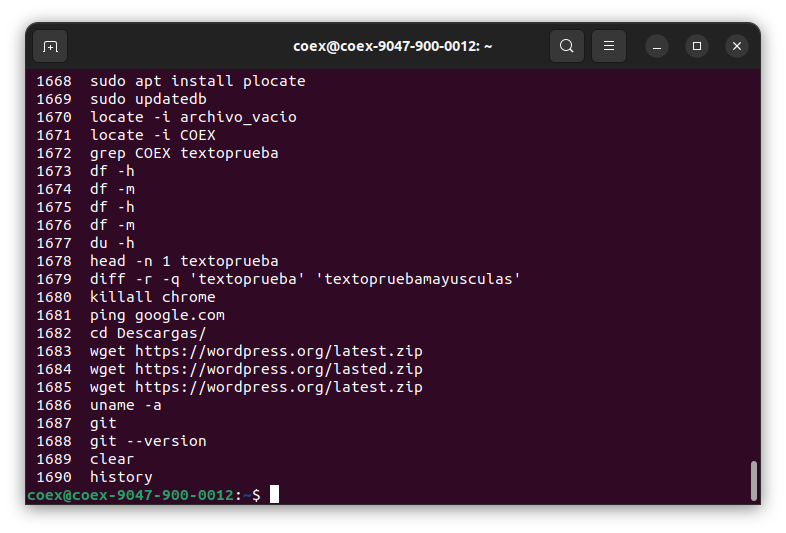 coex@coex-9047-900-0012: ~
1668 sudo apt install plocate
1669 sudo updatedb
1670 locate -i archivo_vacio
1671 locate -i COEX
1672 grep COEX textoprueba
1673 df -h
1674 df -m
1675 df -h
1676 df -m
1677 du -h
1678 head -n 1 textoprueba
1679 diff -r -q 'textoprueba' 'textopruebamayusculas'
1680 killall chrome
1681 ping google.com
1682 cd Descargas/
1683 wget https://wordpress.org/latest.zip
1684 wget https://wordpress.org/lasted.zip
1685 wget https://wordpress.org/latest.zip
1686 uname -a
1687 git
1688 git --version
1689 clear
1690 history
coex@coex-9047-900-0012:~$